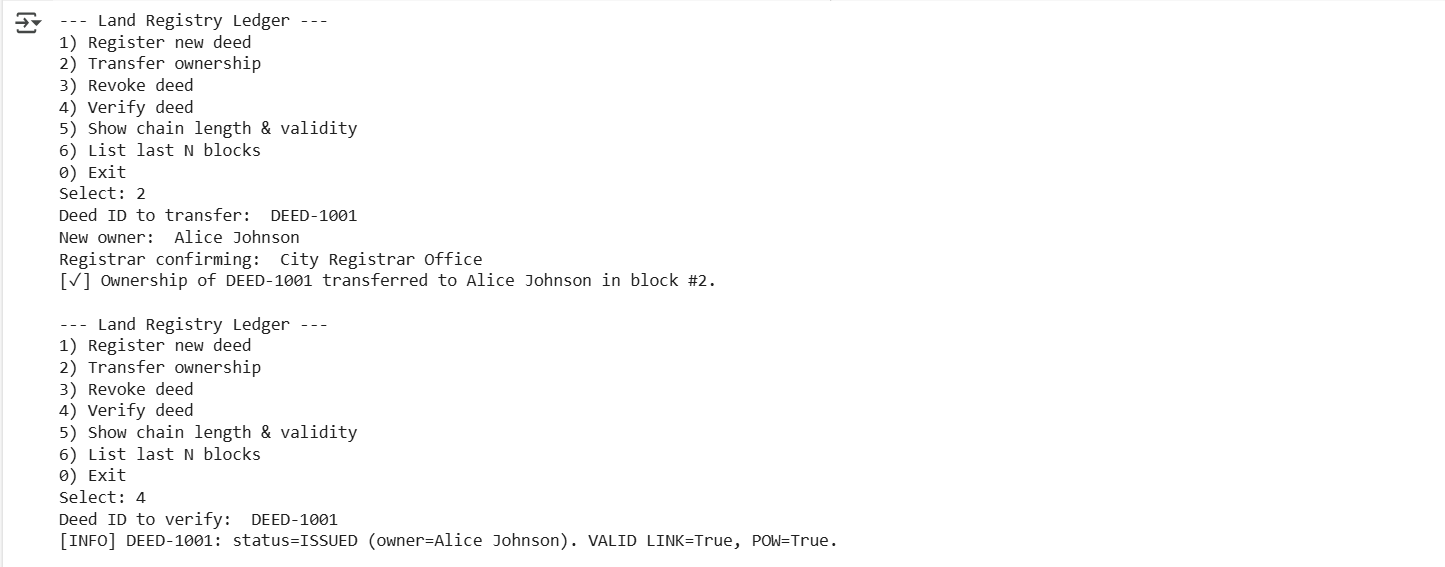 --- Land Registry Ledger ---
1) Register new deed
2) Transfer ownership
3) Revoke deed
4) Verify deed
5) Show chain length & validity
6) List last N blocks
0) Exit
Select: 2
Deed ID to transfer:  DEED-1001
New owner:  Alice Johnson
Registrar confirming:  City Registrar Office
[✓] Ownership of DEED-1001 transferred to Alice Johnson in block #2.

--- Land Registry Ledger ---
1) Register new deed
2) Transfer ownership
3) Revoke deed
4) Verify deed
5) Show chain length & validity
6) List last N blocks
0) Exit
Select: 4
Deed ID to verify:  DEED-1001
[INFO] DEED-1001: status=ISSUED (owner=Alice Johnson). VALID LINK=True, POW=True.